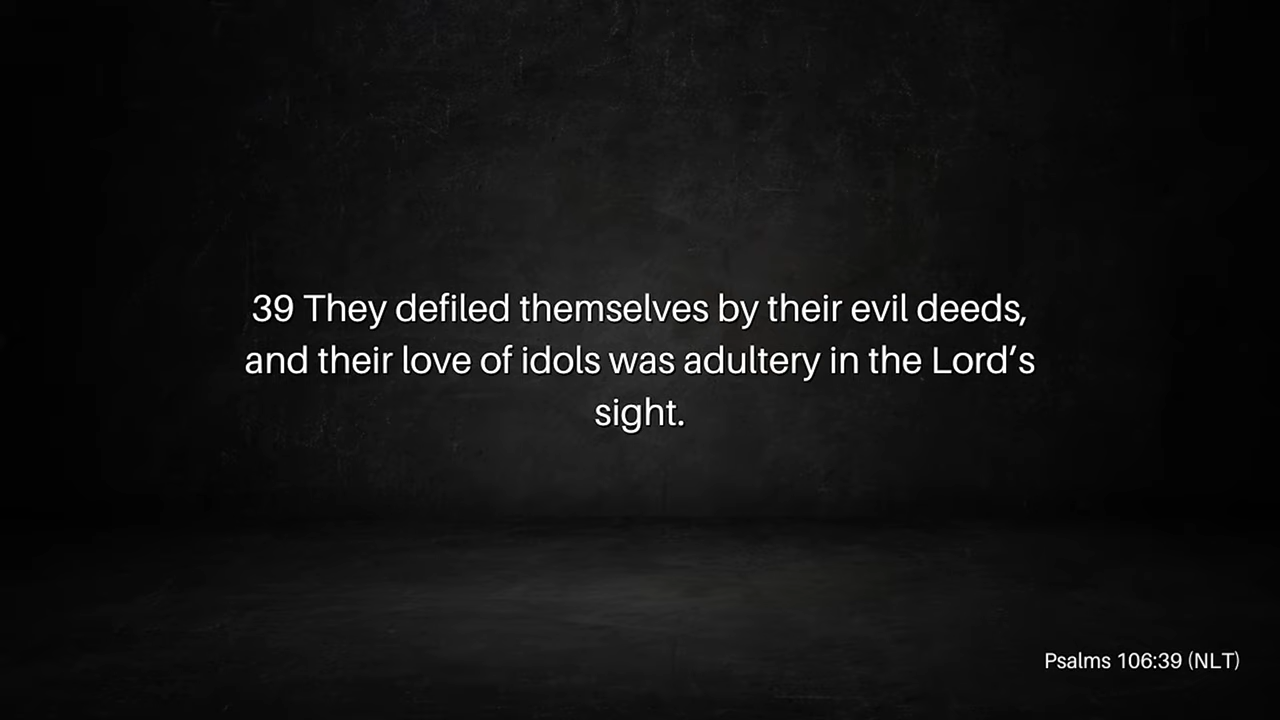 39 They defiled themselves by their evil deeds,
and their love of idols was adultery in the Lord’s
sight.
Psalms 106:39 (NLT)